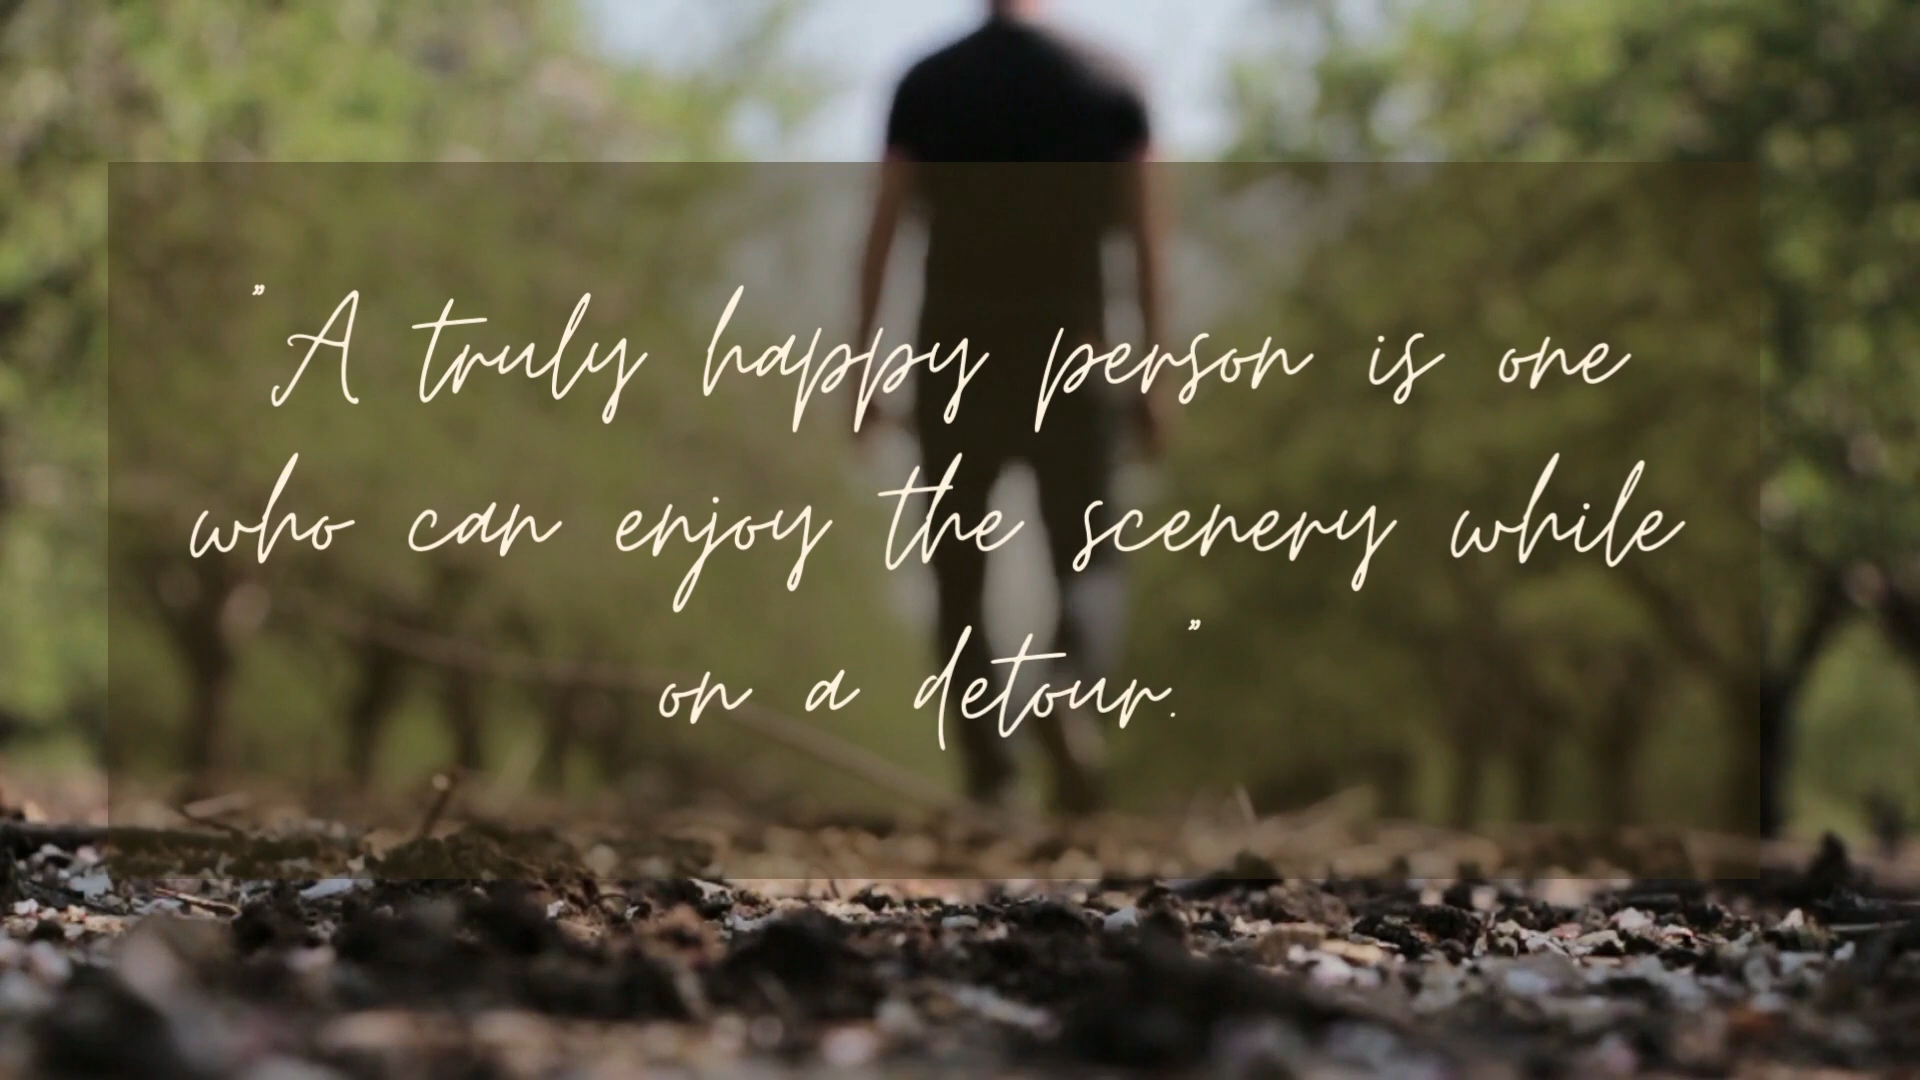 "A truly happy person is one
who can enjoy the scenery while
on a detour."